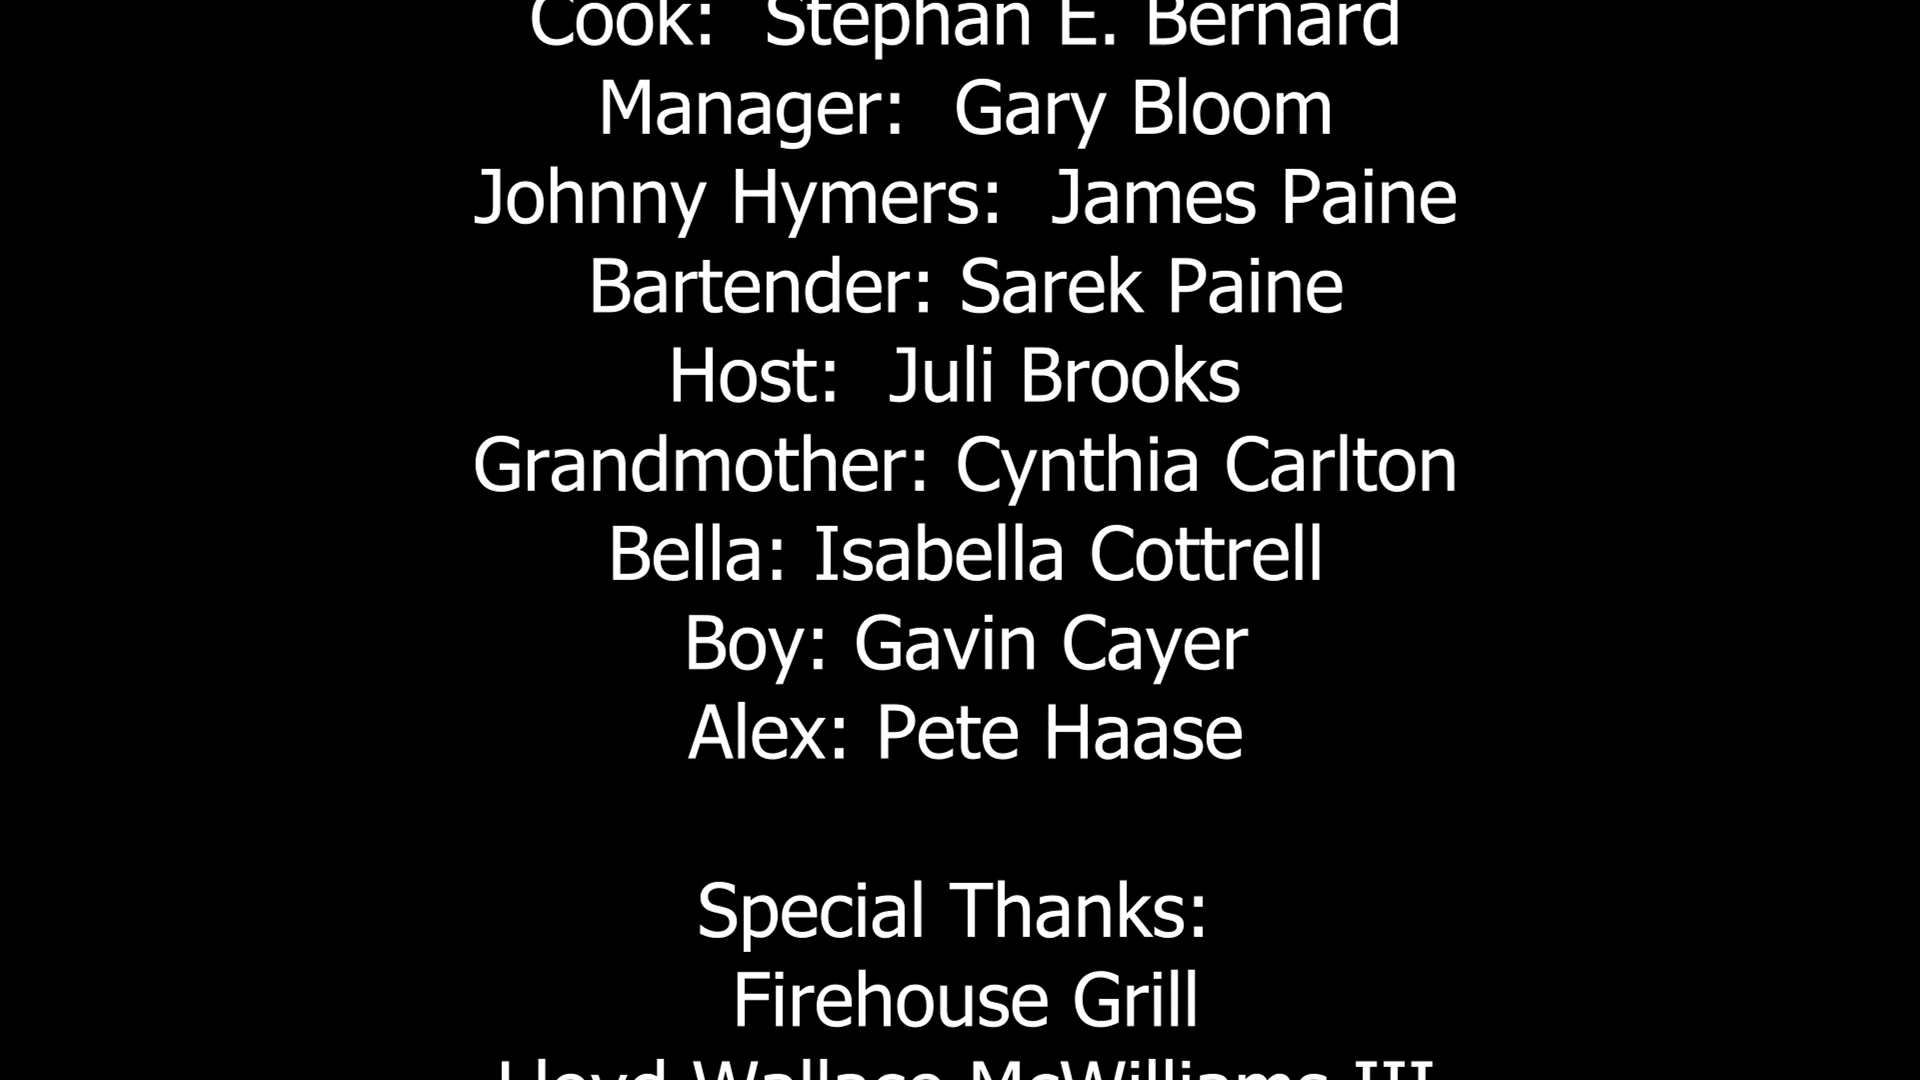 Cook:  Stephan E. Bernard
Manager:  Gary Bloom
Johnny Hymers:  James Paine
Bartender: Sarek Paine
Host:  Juli Brooks
Grandmother: Cynthia Carlton
Bella: Isabella Cottrell
Boy: Gavin Cayer
Alex: Pete Haase
Special Thanks:
Firehouse Grill
Lloyd Wallace McWilliams III